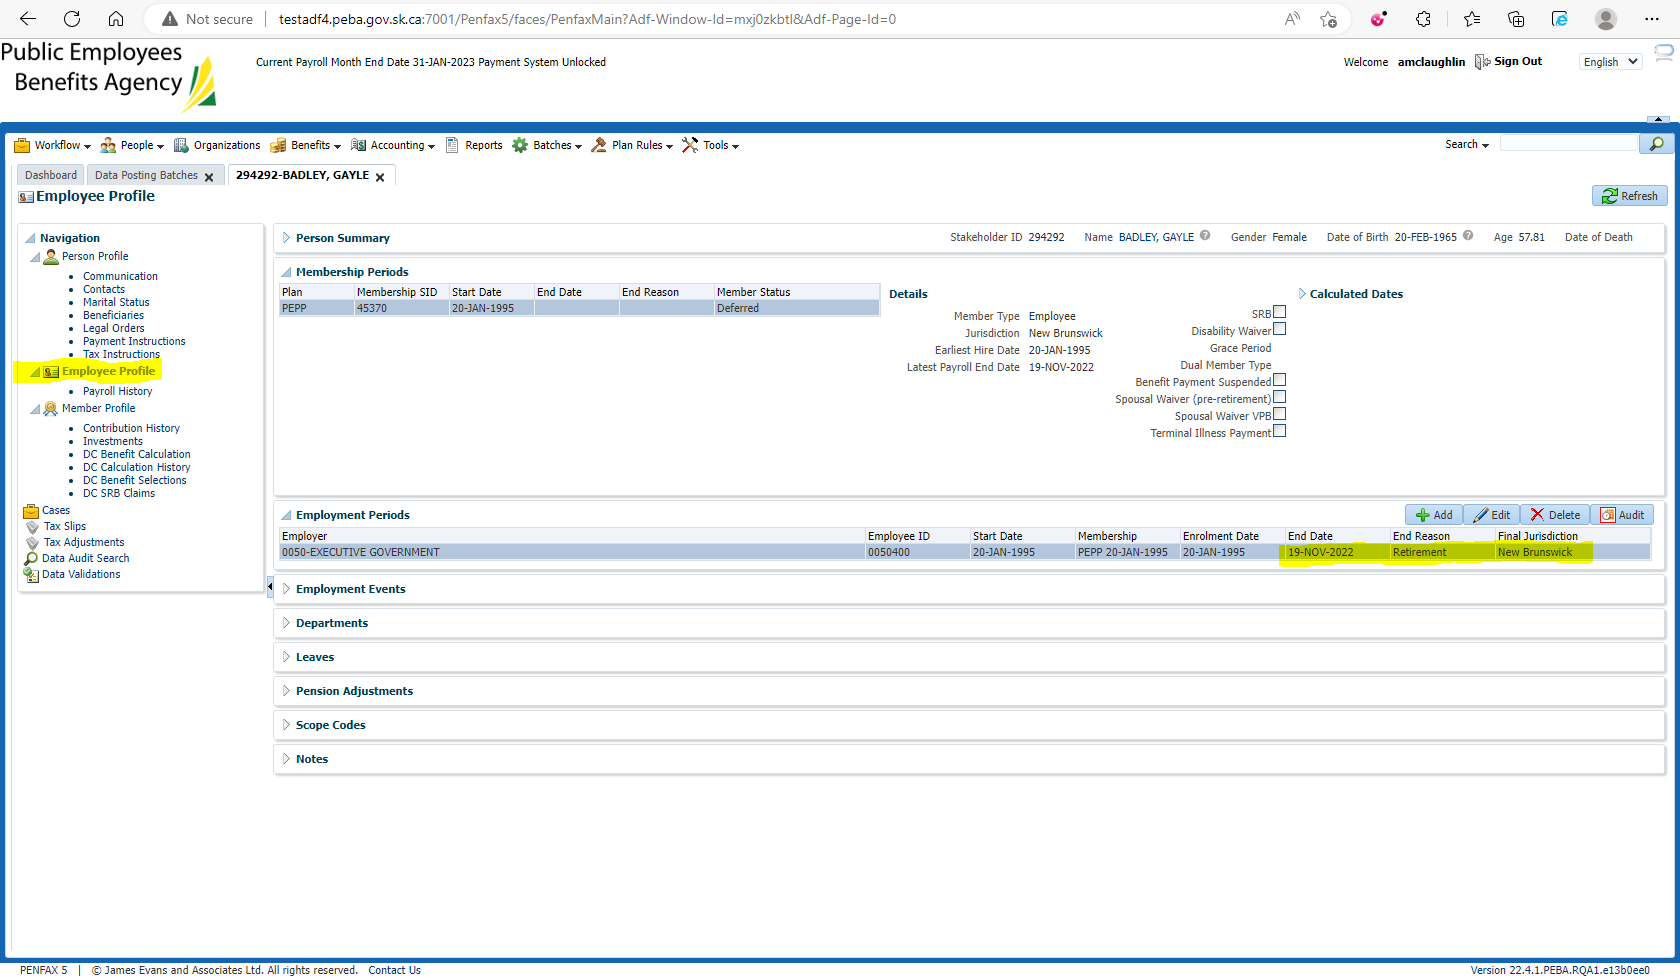 Not secure | testadf4.peba.gov.sk.ca:7001/Penfax5/faces/PenfaxMain?Adf-Window-Id=mxj0zkbtl&Adf-Page-Id=0
Public Employees
Benefits Agency
Current Payroll Month End Date 31-JAN-2023 Payment System Unlocked
Welcome amclaughlin Sign Out English
Workflow People Organizations Benefits Accounting Reports Batches Plan Rules Tools Search
Dashboard Data Posting Batches 294292-BADLEY, GAYLE
Employee Profile
Refresh
Navigation
Person Profile
Communication
Contacts
Marital Status
Beneficiaries
Legal Orders
Payment Instructions
Tax Instructions
Employee Profile
Payroll History
Member Profile
Contribution History
Investments
DC Benefit Calculation
DC Calculation History
DC Benefit Selections
DC SRB Claims
Cases
Tax Slips
Tax Adjustments
Data Audit Search
Data Validations
Person Summary Stakeholder ID 294292 Name BADLEY, GAYLE Gender Female Date of Birth 20-FEB-1965 Age 57.81 Date of Death
Membership Periods
Plan Membership SID Start Date End Date End Reason Member Status
PEPP 45370 20-JAN-1995 Deferred
Details
Member Type Employee
Jurisdiction New Brunswick
Earliest Hire Date 20-JAN-1995
Latest Payroll End Date 19-NOV-2022
SRB
Disability Waiver
Grace Period
Dual Member Type
Benefit Payment Suspended
Spousal Waiver (pre-retirement)
Spousal Waiver VPB
Terminal Illness Payment
Calculated Dates
Employment Periods
Add Edit Delete Audit
Employer Employee ID Start Date Membership Enrolment Date End Date End Reason Final Jurisdiction
0050-EXECUTIVE GOVERNMENT 0050400 20-JAN-1995 PEPP 20-JAN-1995 20-JAN-1995 19-NOV-2022 Retirement New Brunswick
Employment Events
Departments
Leaves
Pension Adjustments
Scope Codes
Notes
PENFAX 5 | © James Evans and Associates Ltd. All rights reserved. Contact Us
Version 22.4.1.PEBA.RQA1.e13b0ee0